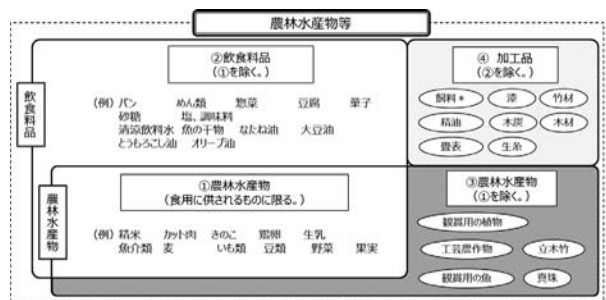 農林水産物等
②飲食料品
(①を除く。)
飲食料品
(例) パン めん類 惣菜 豆腐 菓子
砂糖 塩、調味料
清涼飲料水 魚の干物 なたね油 大豆油
とうもろこし油 オリーブ油
④ 加工品
(②を除く。)
飼料* 漆 竹材
精油 木炭 木材
畳表 生糸
農林水産物
①農林水産物
(食用に供されるものに限る。)
(例) 精米 カット肉 きのこ 鶏卵 生乳
魚介類 麦 いも類 豆類 野菜 果実
③農林水産物
(①を除く。)
観賞用の植物
工芸農作物 立木竹
観賞用の魚 真珠